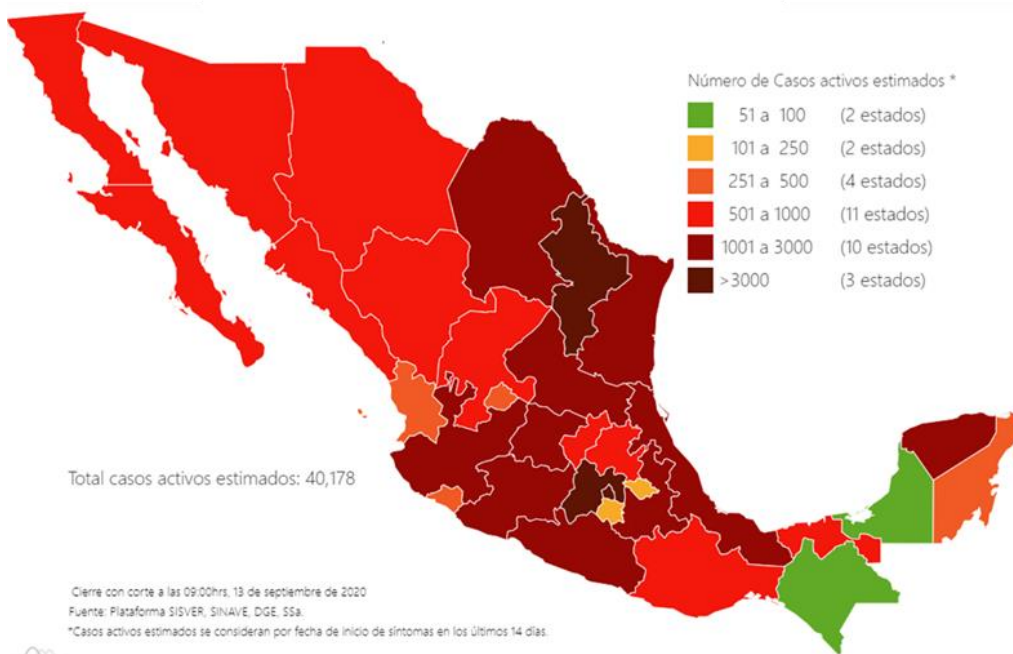 Número de Casos activos estimados *
51 a 100 (2 estados)
101 a 250 (2 estados)
251 a 500 (4 estados)
501 a 1000 (11 estados)
1001 a 3000 (10 estados)
>3000 (3 estados)
Total casos activos estimados: 40,178
Cierre con corte a las 09:00hrs, 13 de septiembre de 2020
Fuente: Plataforma SISVER, SINAVE, DGE, SSa.
*Casos activos estimados se consideran por fecha de inicio de síntomas en los últimos 14 días.